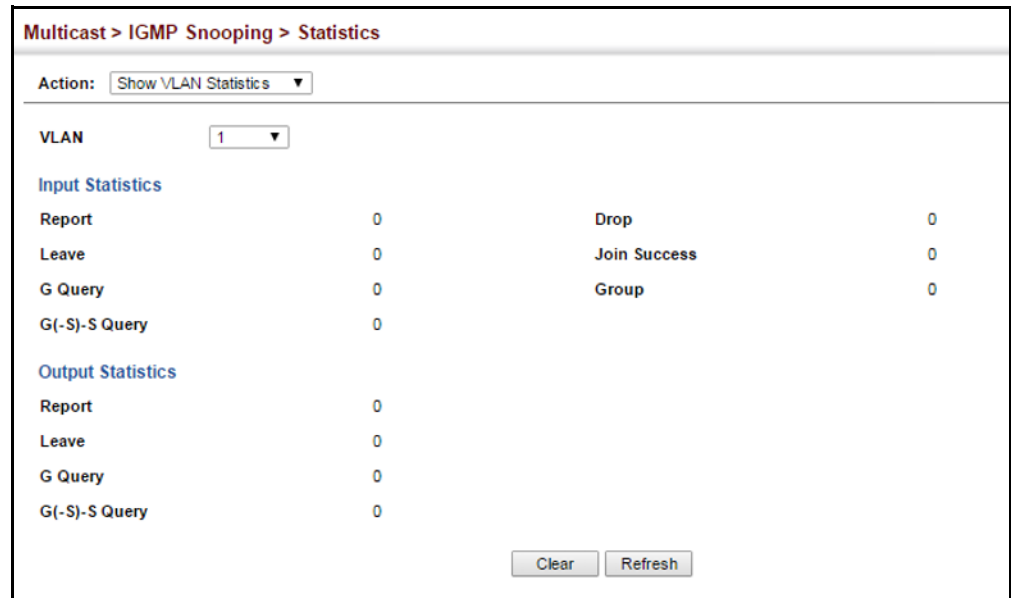 Multicast > IGMP Snooping > Statistics
Action: Show VLAN Statistics ▼
VLAN 1 ▼
Input Statistics
Report 0 Drop 0
Leave 0 Join Success 0
G Query 0 Group 0
G(-S)-S Query 0
Output Statistics
Report 0
Leave 0
G Query 0
G(-S)-S Query 0
Clear Refresh